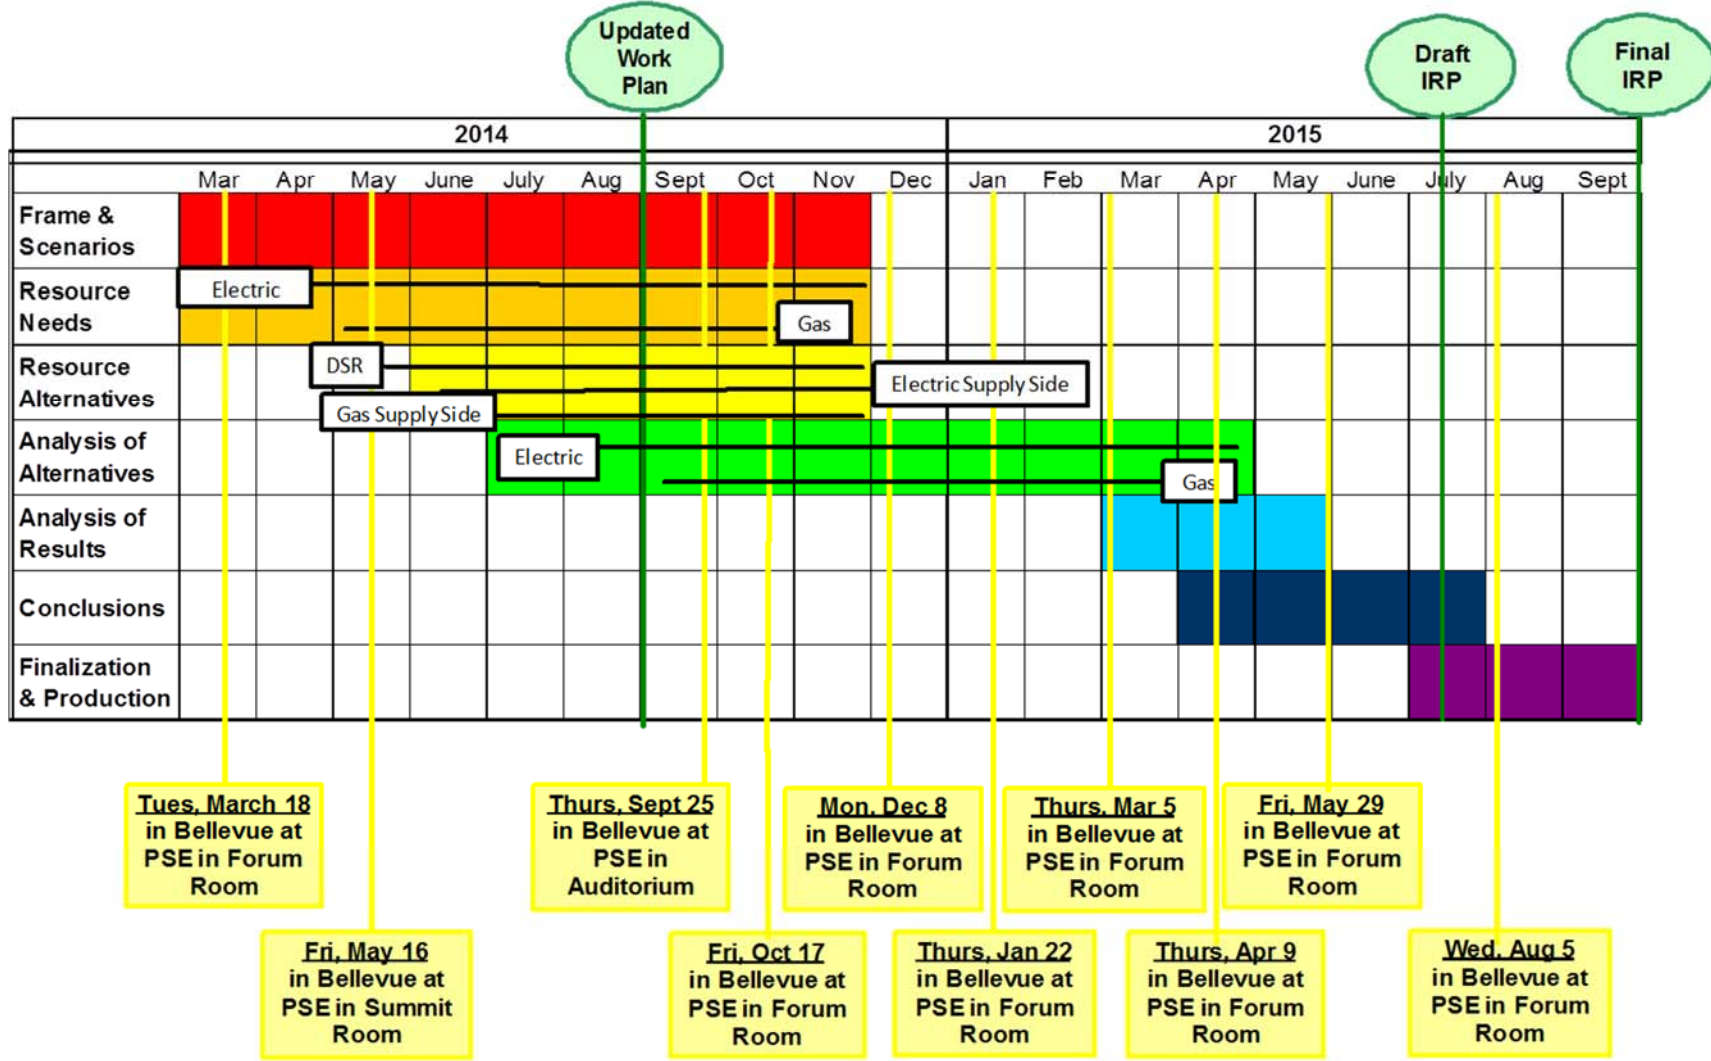 Updated
Work
Plan
Draft
IRP
Final
IRP
2014
2015
Mar Apr May June July Aug Sept Oct Nov Dec Jan Feb Mar Apr May June July Aug Sept
Frame &
Scenarios
Resource
Needs
Electric
Gas
Resource
Alternatives
DSR
Electric Supply Side
Gas Supply Side
Analysis of
Alternatives
Electric
Gas
Analysis of
Results
Conclusions
Finalization
& Production
Tues, March 18
in Bellevue at
PSE in Forum
Room
Thurs, Sept 25
in Bellevue at
PSE in
Auditorium
Mon, Dec 8
in Bellevue at
PSE in Forum
Room
Thurs, Mar 5
in Bellevue at
PSE in Forum
Room
Fri, May 29
in Bellevue at
PSE in Forum
Room
Fri, May 16
in Bellevue at
PSE in Summit
Room
Fri, Oct 17
in Bellevue at
PSE in Forum
Room
Thurs, Jan 22
in Bellevue at
PSE in Forum
Room
Thurs, Apr 9
in Bellevue at
PSE in Forum
Room
Wed, Aug 5
in Bellevue at
PSE in Forum
Room